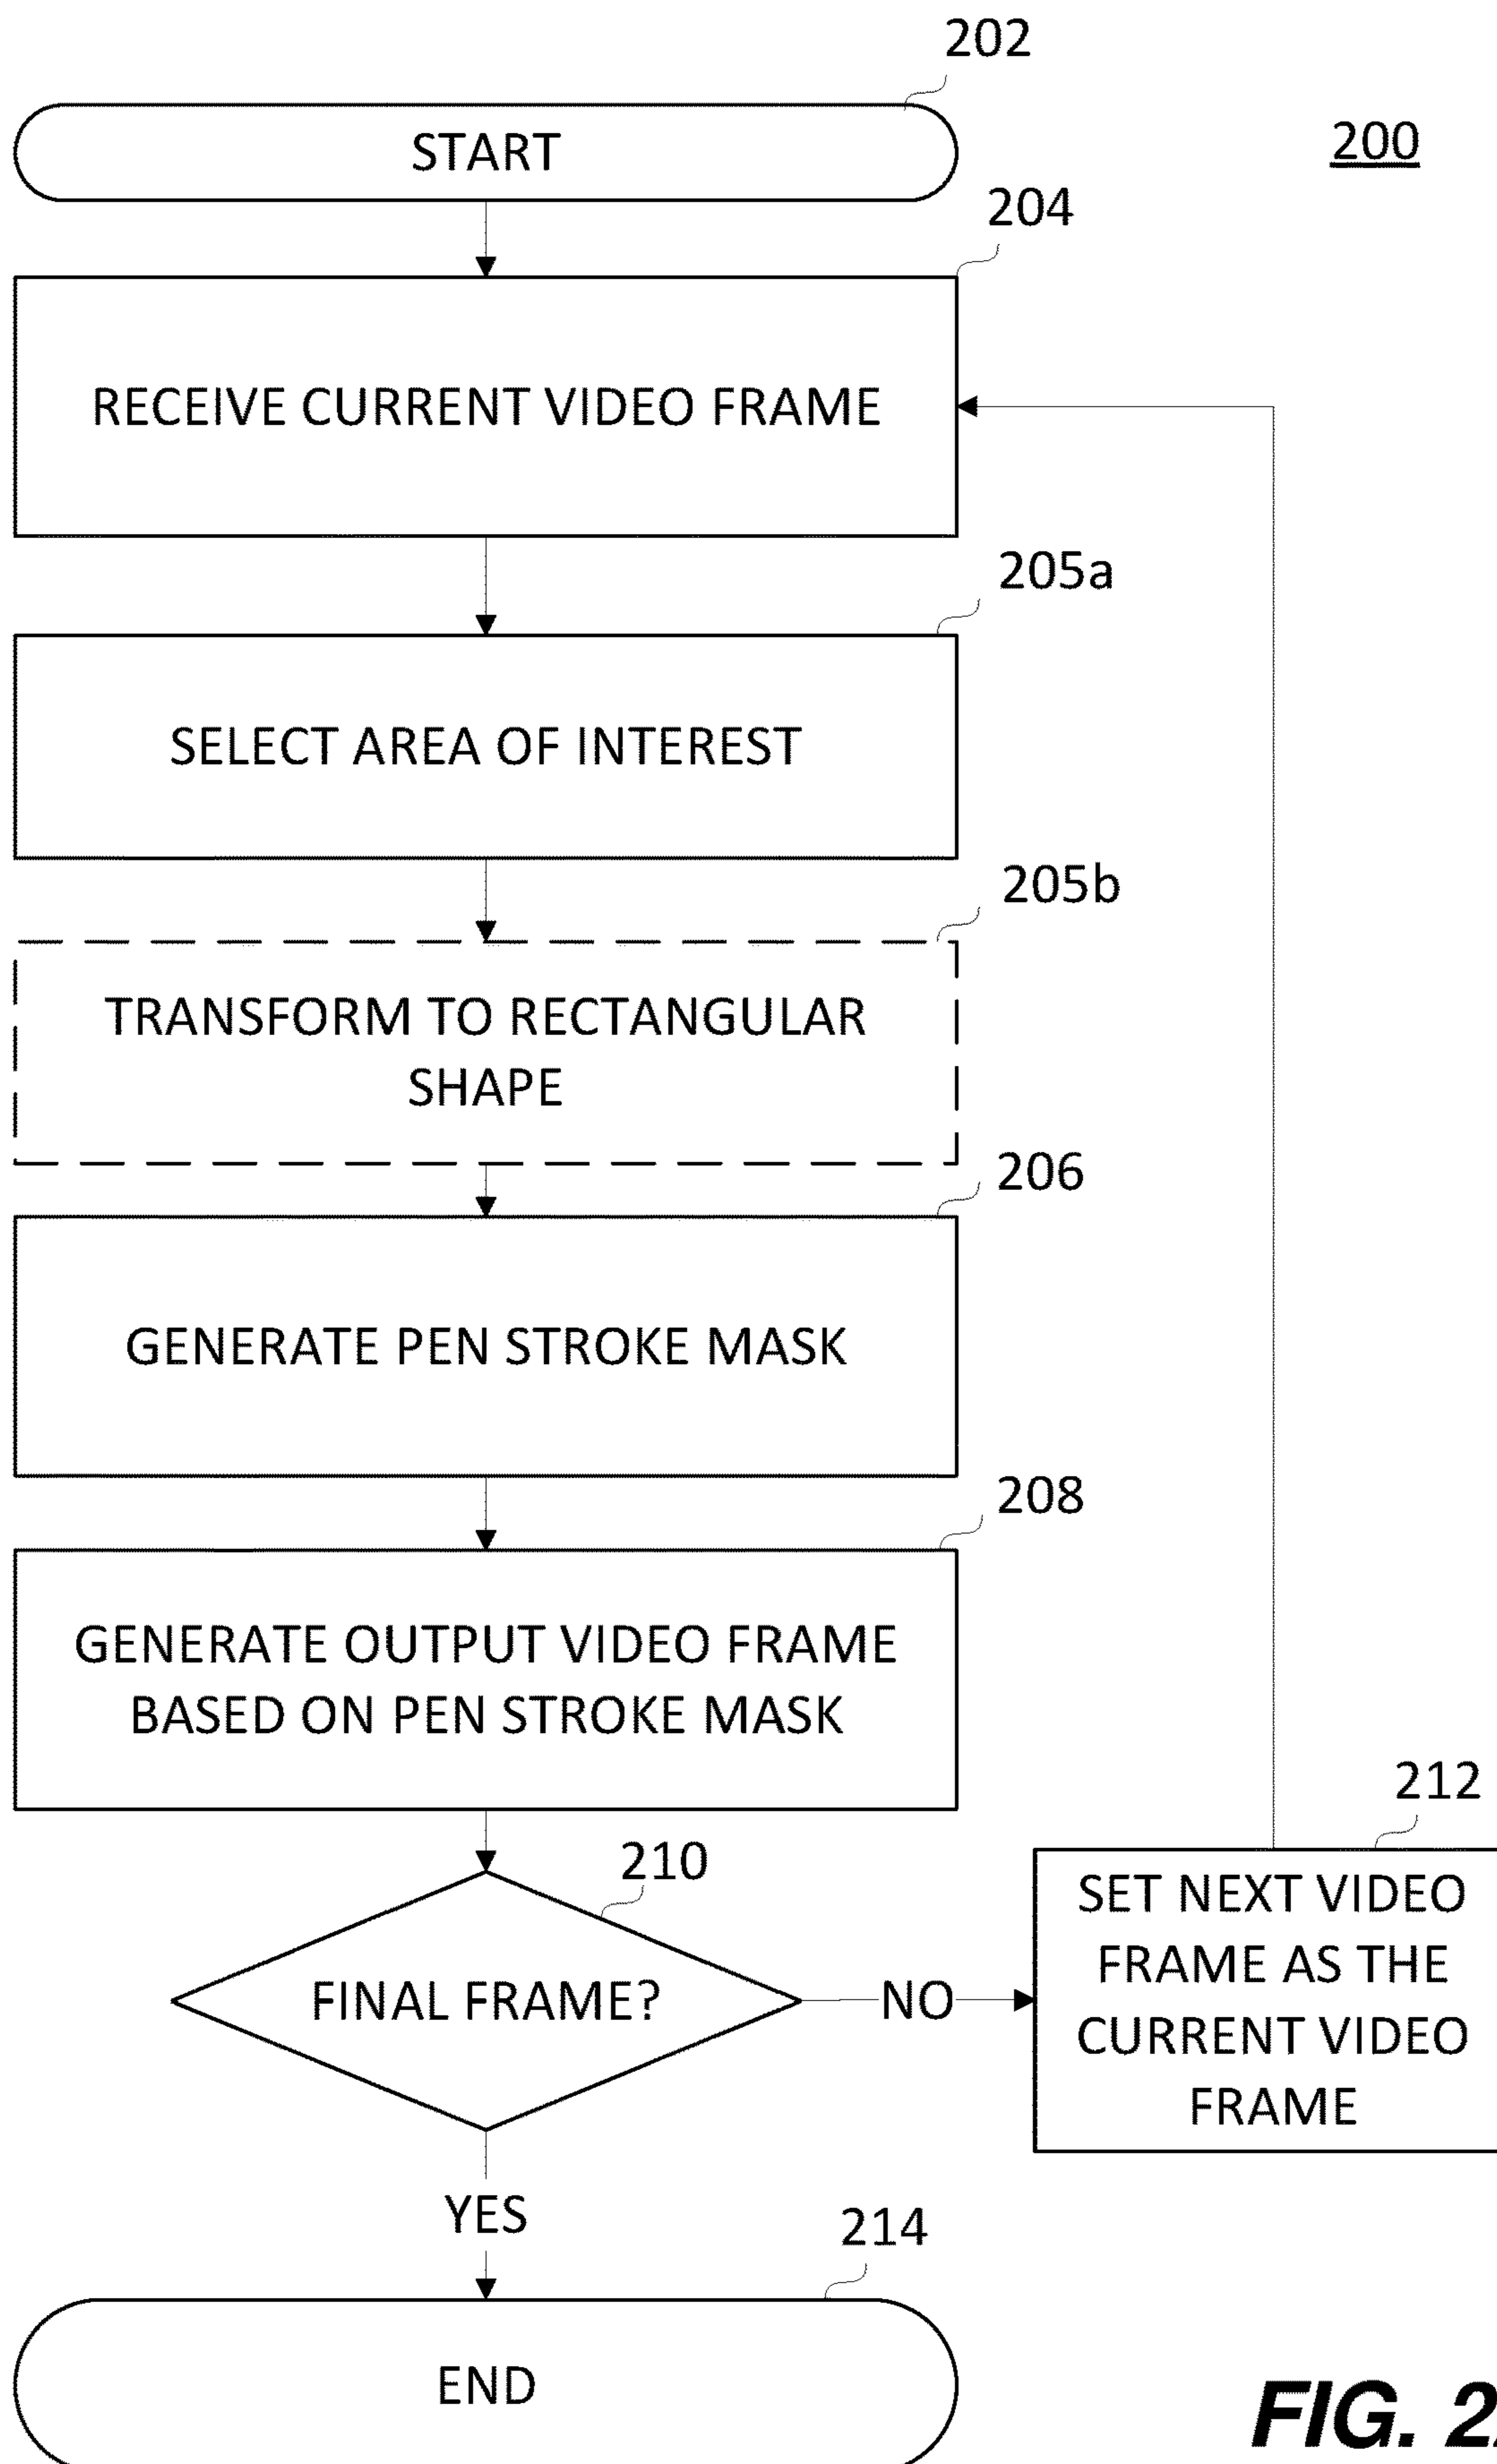 202
START
200
204
RECEIVE CURRENT VIDEO FRAME
205a
SELECT AREA OF INTEREST
205b
TRANSFORM TO RECTANGULAR
SHAPE
206
GENERATE PEN STROKE MASK
208
GENERATE OUTPUT VIDEO FRAME
BASED ON PEN STROKE MASK
210
FINAL FRAME?
NO
212
SET NEXT VIDEO
FRAME AS THE
CURRENT VIDEO
FRAME
YES
214
END
FIG.